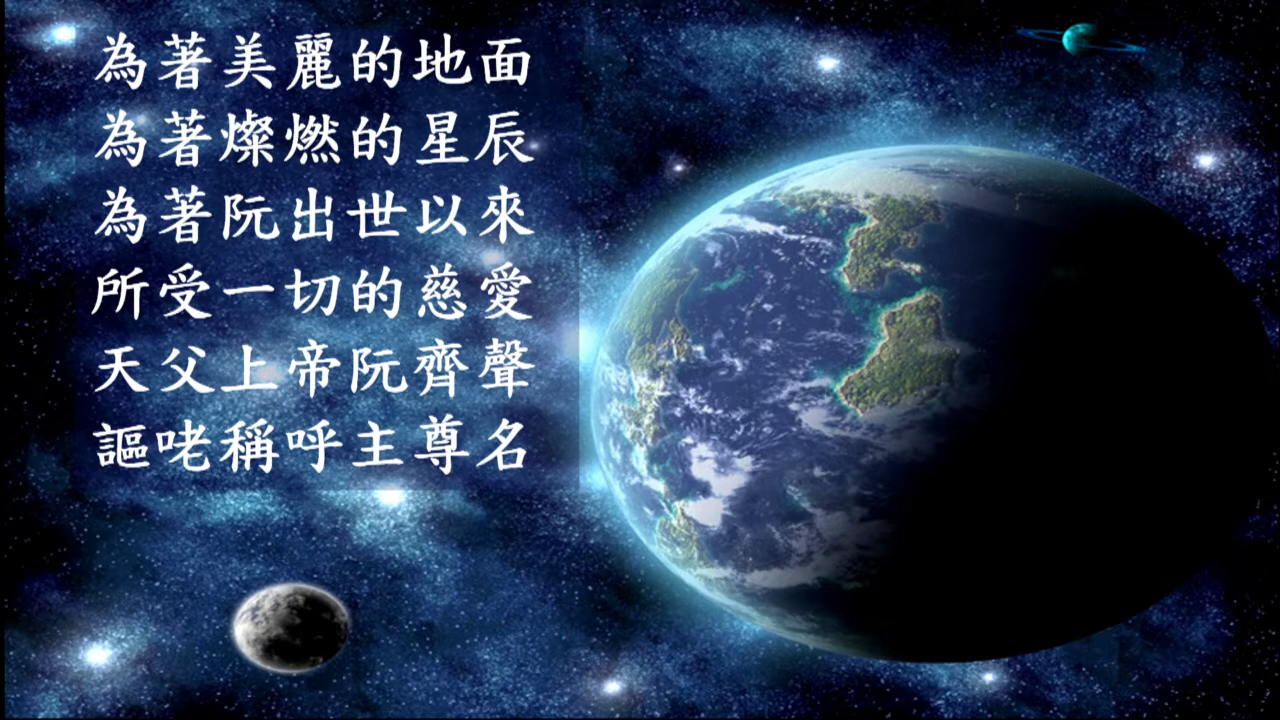 為著美麗的地面
為著燦燃的星辰
為著阮出世以來
所受一切的慈愛
天父上帝阮齊聲
謳咾稱呼主尊名